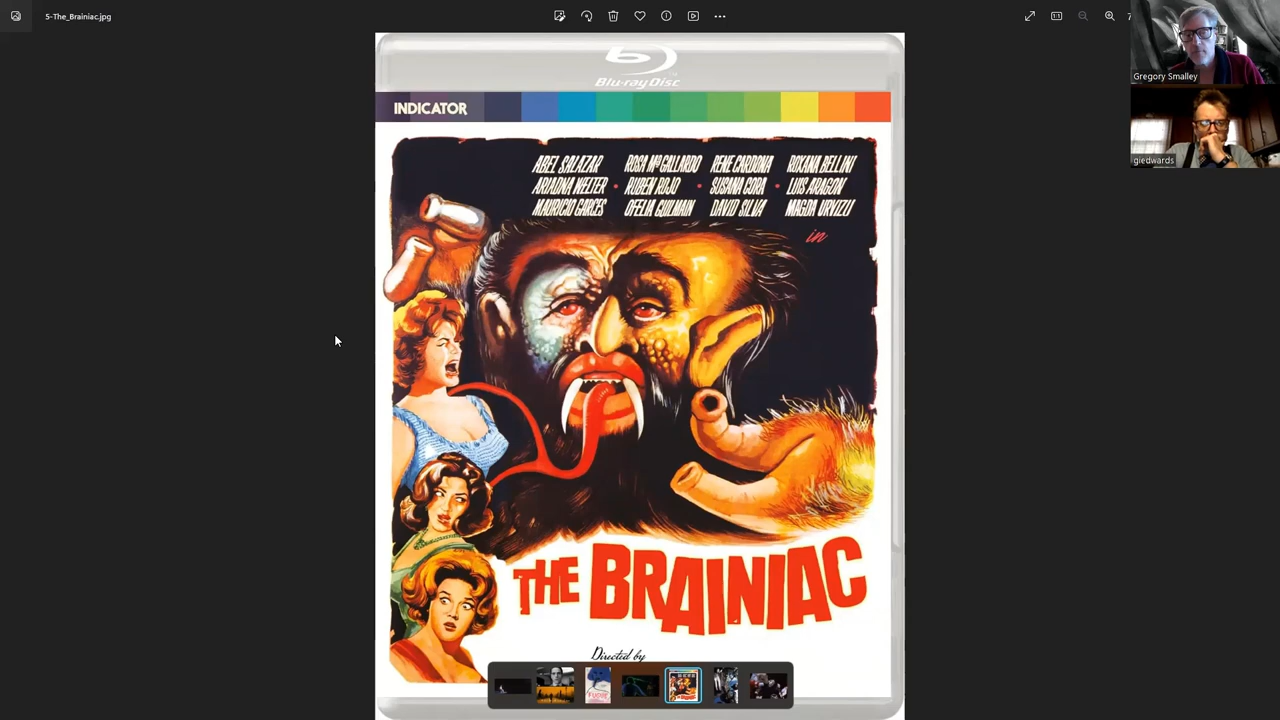 5-The_Brainiac.jpg
Gregory Smalley
giedwards
Blu-ray Disc
INDICATOR
ABEL SALAZAR ROSA Mª GALLARDO RENE CARDONA ROXANA BELLINI
ARIADNA WELTER • RUBEN ROJO • SUSANA CORA • LUIS ARAGON
MAURICIO GARCES OFELIA GUILMAIN DAVID SILVA MAGDA URVIZU
in
THE BRAINIAC
Directed by